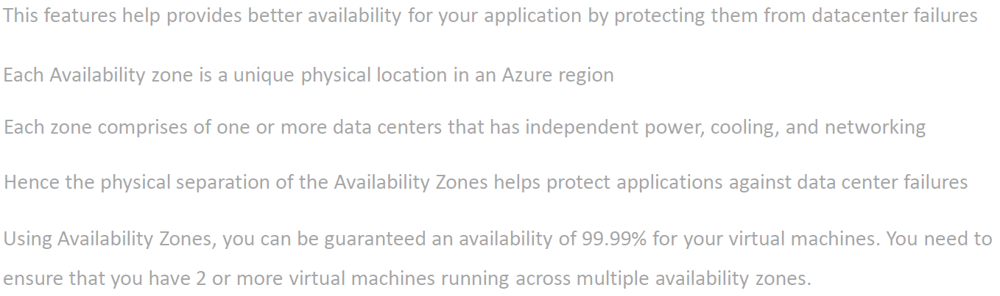 This features help provides better availability for your application by protecting them from datacenter failures
Each Availability zone is a unique physical location in an Azure region
Each zone comprises of one or more data centers that has independent power, cooling, and networking
Hence the physical separation of the Availability Zones helps protect applications against data center failures
Using Availability Zones, you can be guaranteed an availability of 99.99% for your virtual machines. You need to
ensure that you have 2 or more virtual machines running across multiple availability zones.